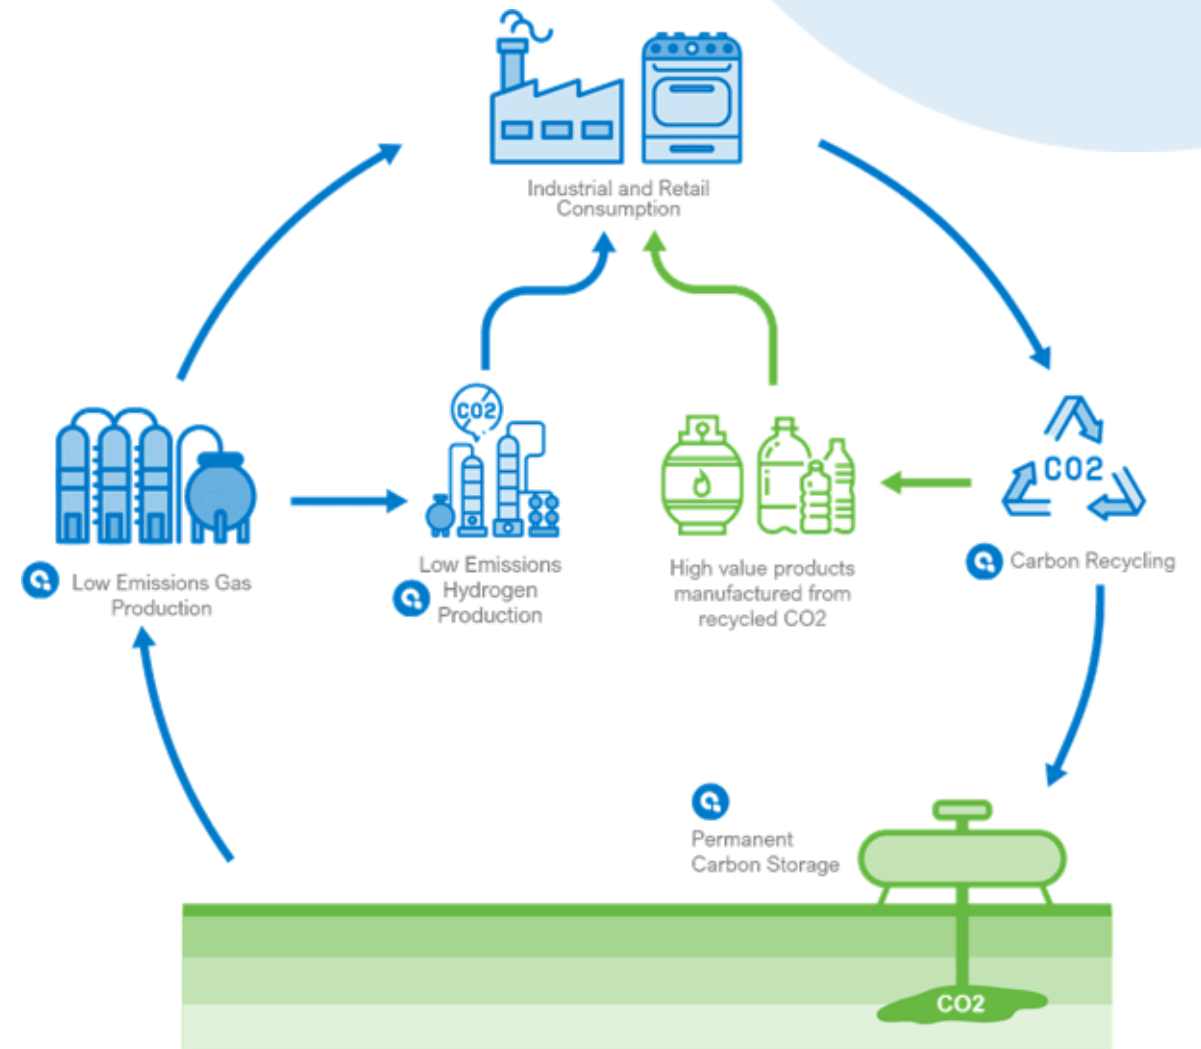 Industrial and Retail
Consumption
CO2
CO2
Low Emissions Gas
Production
Low Emissions
Hydrogen
Production
High value products
manufactured from
recycled CO2
Carbon Recycling
Permanent
Carbon Storage
CO2